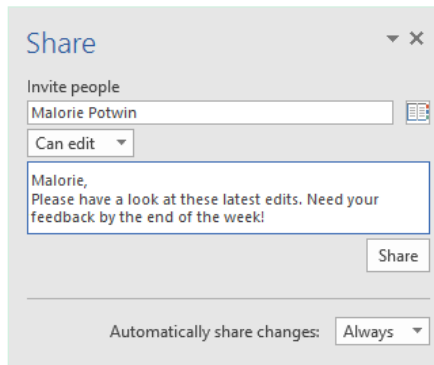 Share
Invite people
Malorie Potwin
Can edit
Malorie,
Please have a look at these latest edits. Need your
feedback by the end of the week!
Share
Automatically share changes: Always